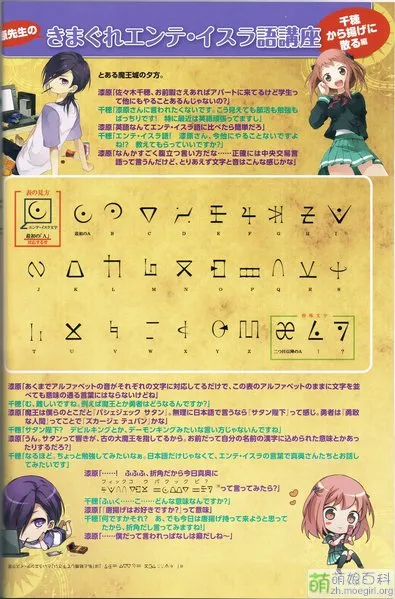 漆原先生の
きまぐれエンテ・イスラ語講座
千穂
から揚げに
散る編
とある魔王城の夕方。
漆原「佐々木千穂、お前暇さえあればアパートに来てるけど学生って他にもやることあるんじゃないの?」
千穂「漆原さんに言われたくないです。こう見えても部活も勉強もばっちりです! 特に最近は英語頑張ってますし」
漆原「英語なんてエンテ・イスラ語に比べたら簡単だろ」
千穂「エンテ・イスラ語! 漆原さん、今他にやることないですよね!? 教えてもらっていいですか?」
漆原「なんかすごく腹立つ言い方だな……正確には中央交易言語って言うんだけど、とりあえず文字と音はこんな感じかな」
表の見方
エンテ・イスラ文字
最初の「A」
最初のA
B
C
D
E
F
G
H
I
J
K
L
M
N
O
P
Q
R
S
T
U
V
W
X
Y
Z
特殊文字
二つ目以降のA
!
?
漆原「あくまでアルファベットの音がそれぞれの文字に対応してるだけで、この表のアルファベットのままに文字を並べても意味の通る言葉にはならないけどね」
千穂「む、難しいですね。例えば魔王とか勇者はどうなるんですか?」
漆原「魔王は僕らのとこだと『パシェジェック サタン』。無理に日本語で言うなら『サタン陛下』って感じ。勇者は『勇敢な人間』ってことで『スカージェ チュパン』かな」
千穂「サタン陛下? デビルキングとか、デーモンキングみたいな言い方じゃないんですね」
漆原「うん。サタンって響きが、古の大魔王を指してるから。お前だって自分の名前の漢字に込められた意味とかあったりするだろ?」
千穂「なるほど。ちょっと勉強してみたいなぁ。日本語だけじゃなくて、エンテ・イスラの言葉で真奥さんたちとお話してみたいです」
漆原「……! ふふふ、折角だから今日真奥に
って言ってみたら?」
千穂「ふぃく……こ……どんな意味なんですか?」
漆原「『唐揚げはお好きですか?』って意味」
千穂「何ですかそれ? あ、でも今日は唐揚げ持って来ようと思ってたから、折角だし言ってみますね!」
漆原「……僕だって言わればなしは癪だしね~」
萌娘百科
zh.moegirl.org